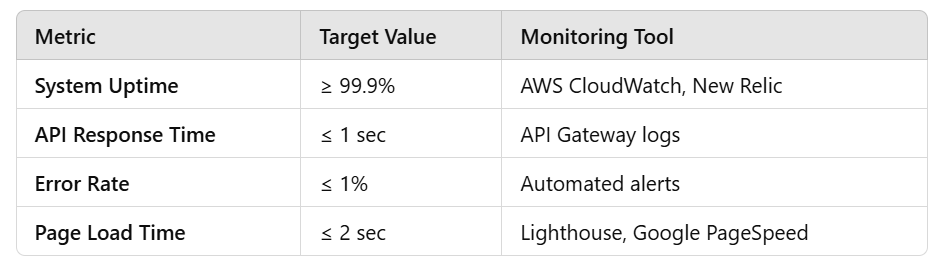 Metric Target Value Monitoring Tool
System Uptime ≥ 99.9% AWS CloudWatch, New Relic
API Response Time ≤ 1 sec API Gateway logs
Error Rate ≤ 1% Automated alerts
Page Load Time ≤ 2 sec Lighthouse, Google PageSpeed